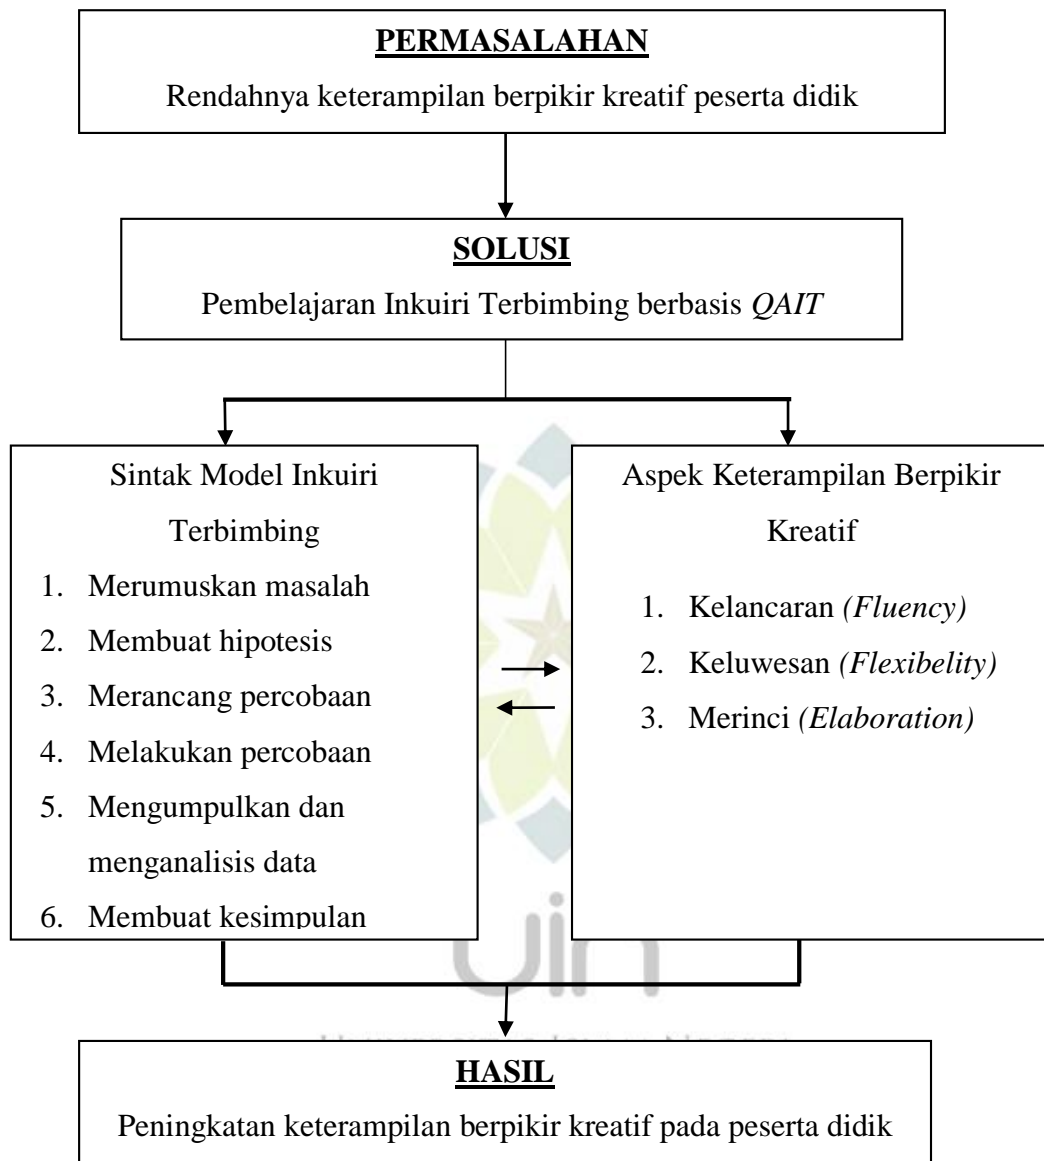 PERMASALAHAN
Rendahnya keterampilan berpikir kreatif peserta didik
SOLUSI
Pembelajaran Inkuiri Terbimbing berbasis QAIT
Sintak Model Inkuiri
Terbimbing
1. Merumuskan masalah
2. Membuat hipotesis
3. Merancang percobaan
4. Melakukan percobaan
5. Mengumpulkan dan
menganalisis data
6. Membuat kesimpulan
Aspek Keterampilan Berpikir
Kreatif
1. Kelancaran (Fluency)
2. Keluwesan (Flexibelity)
3. Merinci (Elaboration)
uin
HASIL
Peningkatan keterampilan berpikir kreatif pada peserta didik